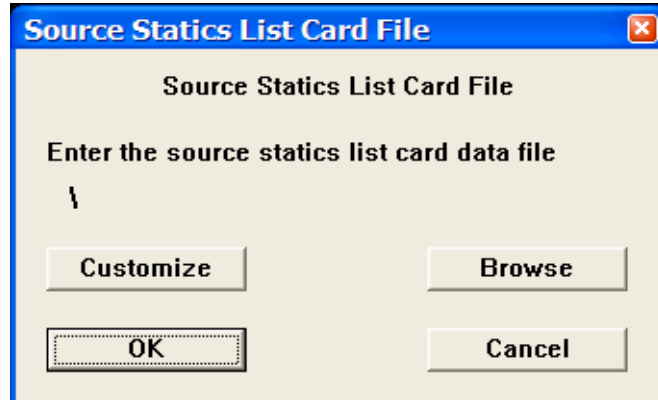 Source Statics List Card File
Source Statics List Card File
Enter the source statics list card data file
\
Customize
Browse
OK
Cancel